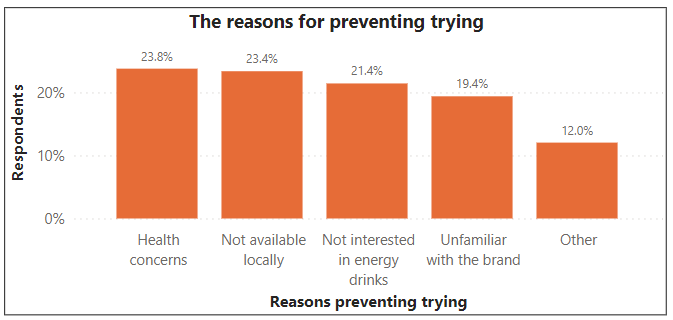 The reasons for preventing trying
23.8%
23.4%
21.4%
19.4%
12.0%
20%
10%
0%
Respondents
Health
concerns
Not available
locally
Not interested
in energy
drinks
Unfamiliar
with the brand
Other
Reasons preventing trying